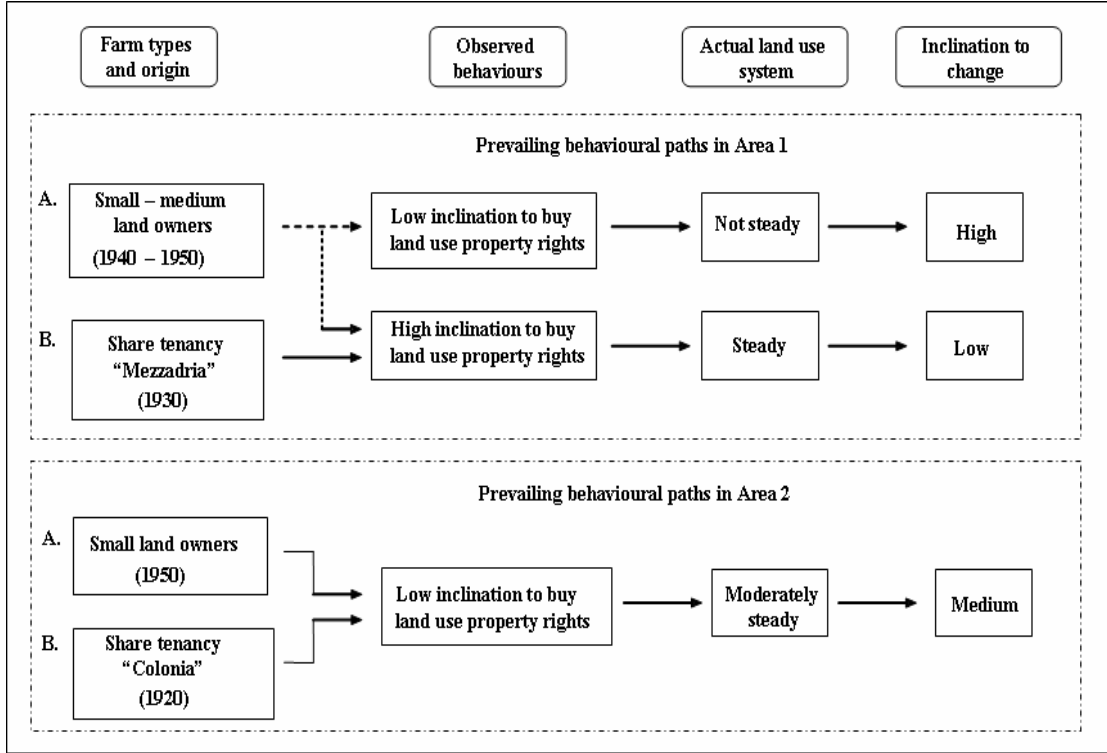 Farm types
and origin
Observed
behaviours
Actual land use
system
Inclination to
change
Prevailing behavioural paths in Area 1
A.
Small – medium
land owners
(1940 – 1950)
Low inclination to buy
land use property rights
Not steady
High
B.
Share tenancy
“Mezzadria”
(1930)
High inclination to buy
land use property rights
Steady
Low
Prevailing behavioural paths in Area 2
A.
Small land owners
(1950)
Low inclination to buy
land use property rights
Moderately
steady
Medium
B.
Share tenancy
“Colonia”
(1920)